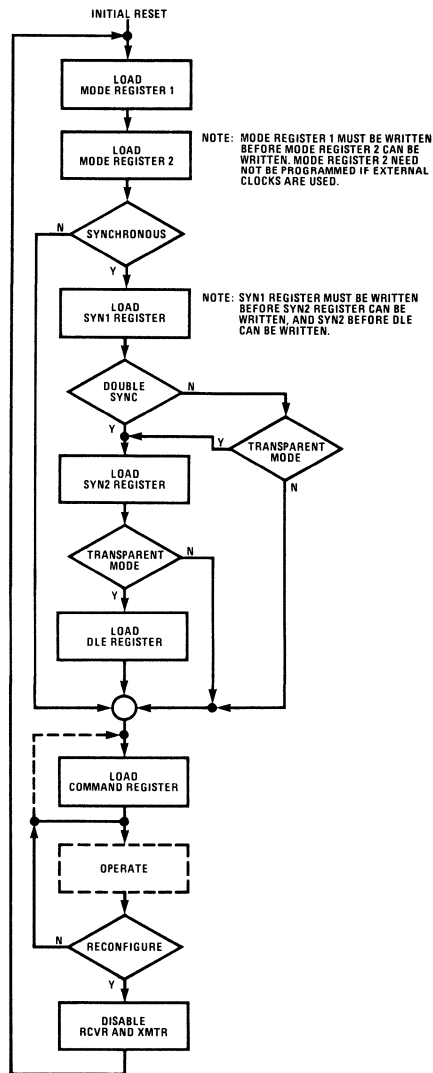 INITIAL RESET
LOAD
MODE REGISTER 1
LOAD
MODE REGISTER 2
NOTE: MODE REGISTER 1 MUST BE WRITTEN
BEFORE MODE REGISTER 2 CAN BE
WRITTEN. MODE REGISTER 2 NEED
NOT BE PROGRAMMED IF EXTERNAL
CLOCKS ARE USED.
N
SYNCHRONOUS
Y
LOAD
SYN1 REGISTER
NOTE: SYN1 REGISTER MUST BE WRITTEN
BEFORE SYN2 REGISTER CAN BE
WRITTEN, AND SYN2 BEFORE DLE
CAN BE WRITTEN.
DOUBLE
SYNC
N
Y
Y
TRANSPARENT
MODE
N
LOAD
SYN2 REGISTER
TRANSPARENT
MODE
N
Y
LOAD
DLE REGISTER
LOAD
COMMAND REGISTER
OPERATE
N
RECONFIGURE
Y
DISABLE
RCVR AND XMTR